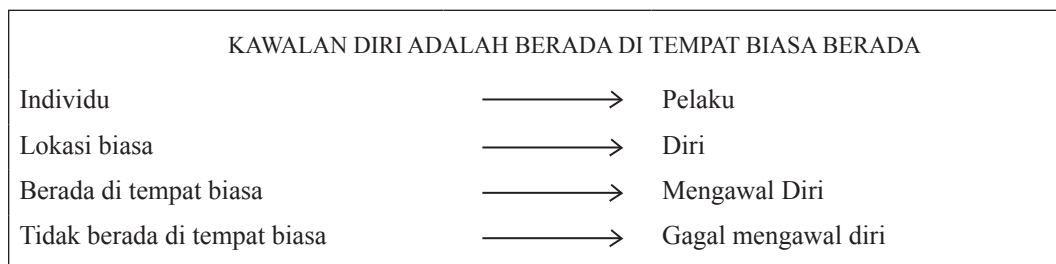 KAWALAN DIRI ADALAH BERADA DI TEMPAT BIASA BERADA
Individu → Pelaku
Lokasi biasa → Diri
Berada di tempat biasa → Mengawal Diri
Tidak berada di tempat biasa → Gagal mengawal diri